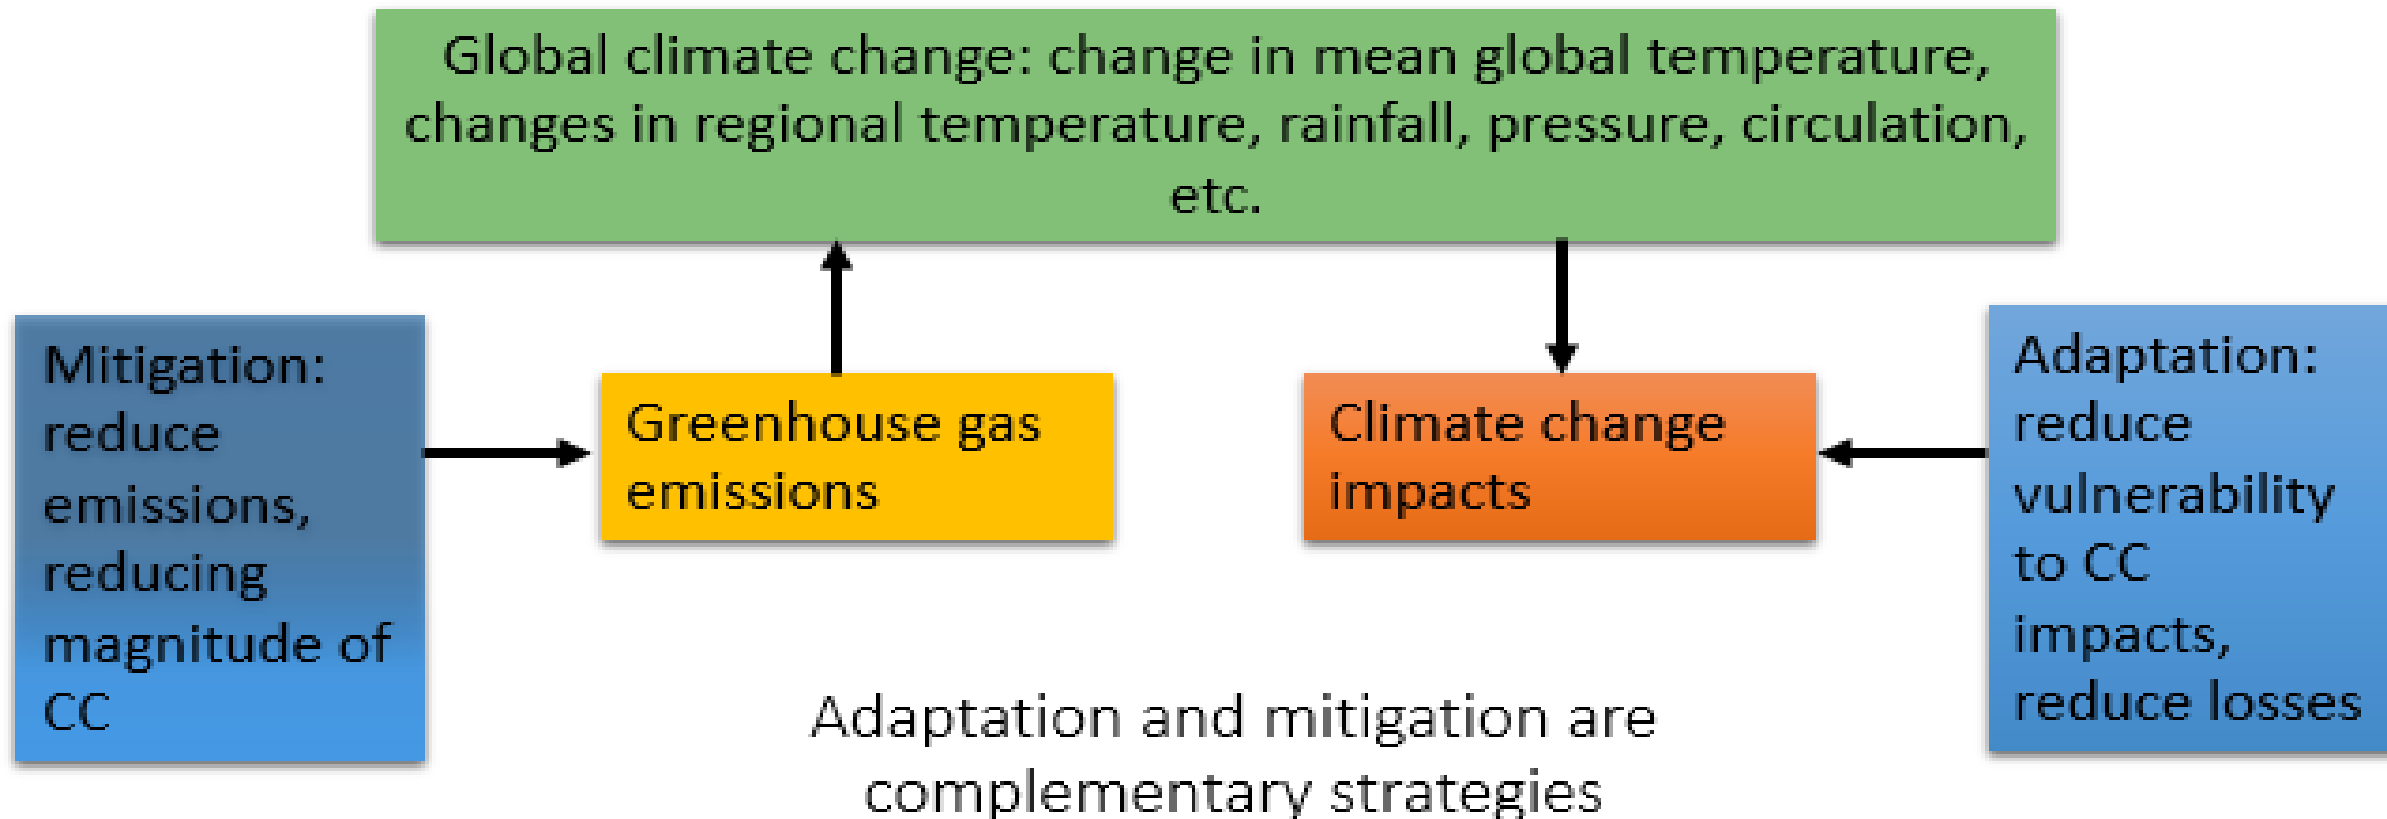 Global climate change: change in mean global temperature,
changes in regional temperature, rainfall, pressure, circulation,
etc.
Mitigation:
reduce
emissions,
reducing
magnitude of
CC
Greenhouse gas
emissions
Climate change
impacts
Adaptation:
reduce
vulnerability
to CC
impacts,
reduce losses
Adaptation and mitigation are
complementary strategies